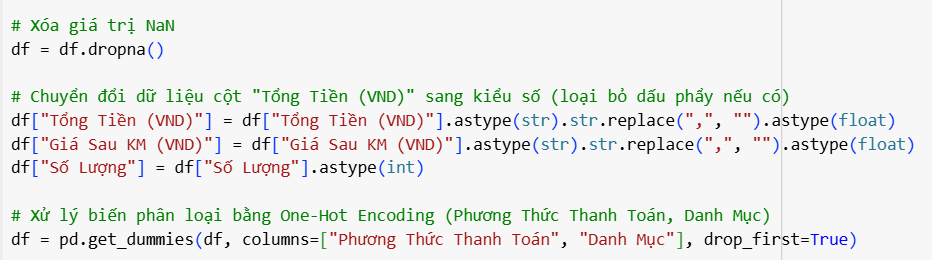 # Xóa giá trị NaN
df = df.dropna()
# Chuyển đổi dữ liệu cột "Tổng Tiền (VND)" sang kiểu số (loại bỏ dấu phẩy nếu có)
df["Tổng Tiền (VND)"] = df["Tổng Tiền (VND)"].astype(str).str.replace(",", "").astype(float)
df["Giá Sau KM (VND)"] = df["Giá Sau KM (VND)"].astype(str).str.replace(",", "").astype(float)
df["Số Lượng"] = df["Số Lượng"].astype(int)
# Xử lý biến phân loại bằng One-Hot Encoding (Phương Thức Thanh Toán, Danh Mục)
df = pd.get_dummies(df, columns=["Phương Thức Thanh Toán", "Danh Mục"], drop_first=True)